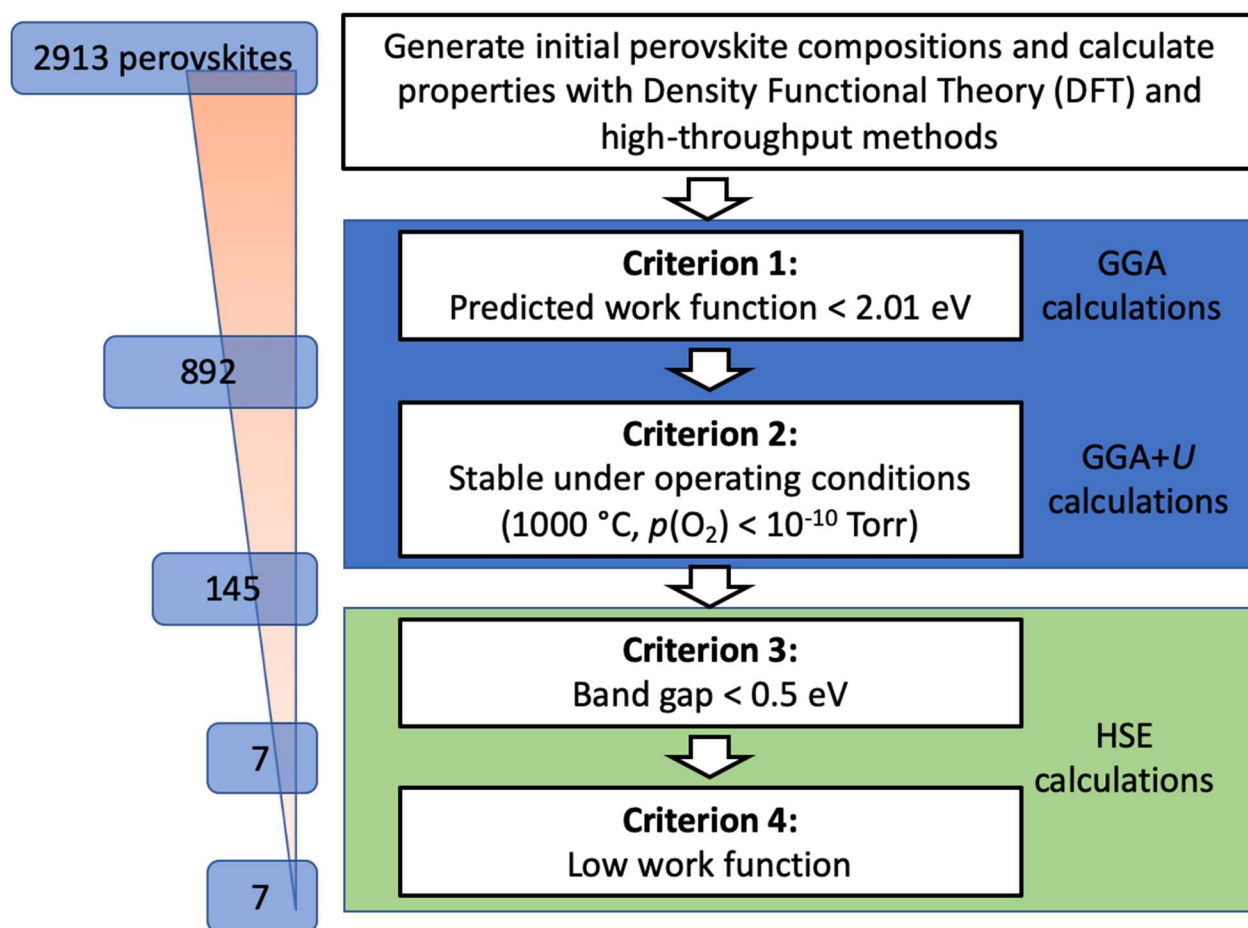 2913 perovskites
Generate initial perovskite compositions and calculate
properties with Density Functional Theory (DFT) and
high-throughput methods
Criterion 1:
Predicted work function < 2.01 eV
GGA
calculations
892
Criterion 2:
Stable under operating conditions
(1000 °C, p(O₂) < 10⁻¹⁰ Torr)
GGA+U
calculations
145
Criterion 3:
Band gap < 0.5 eV
7
HSE
calculations
Criterion 4:
Low work function
7